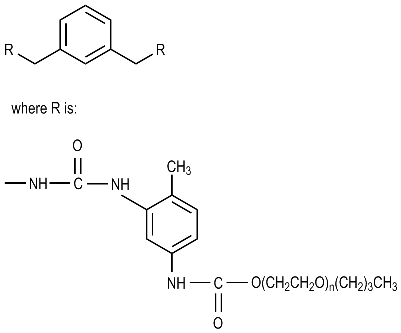 R R
where R is:
O
CH₃
NH C NH
NH C O(CH₂CH₂O)ₙ(CH₂)₃CH₃
O